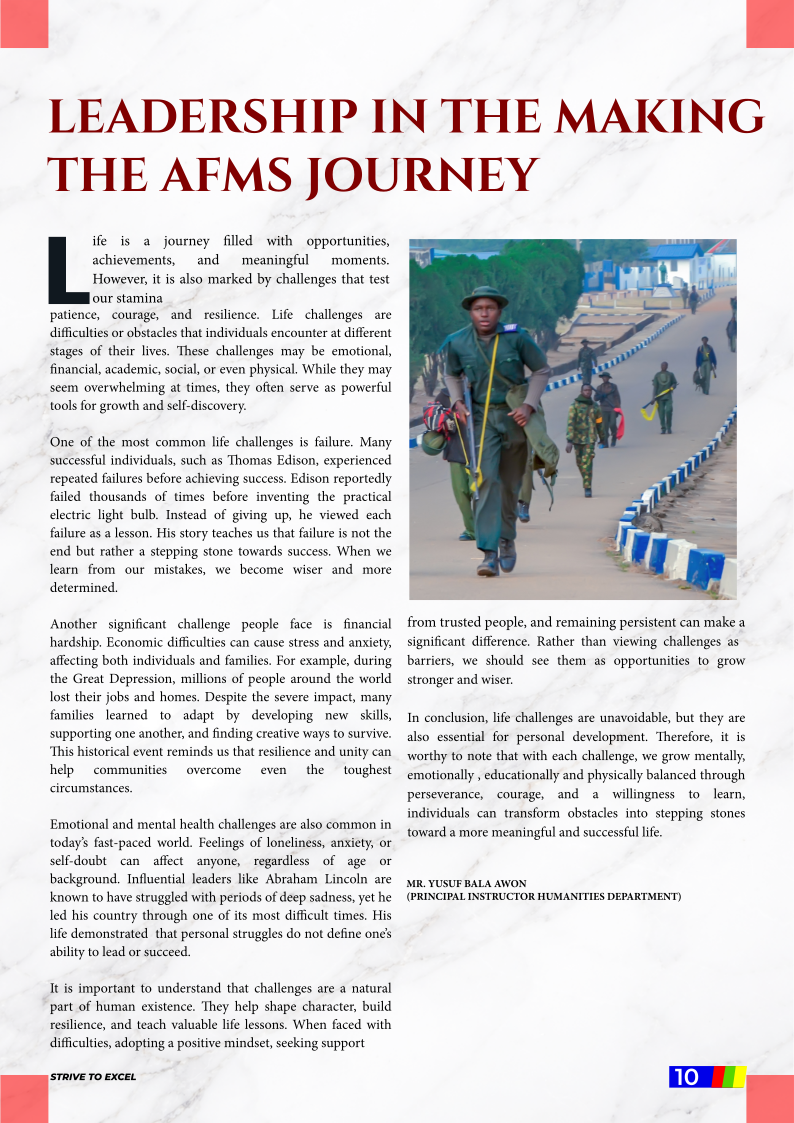 LEADERSHIP IN THE MAKING
THE AFMS JOURNEY
Life is a journey filled with opportunities,
achievements, and meaningful moments.
However, it is also marked by challenges that test
our stamina
patience, courage, and resilience. Life challenges are
difficulties or obstacles that individuals encounter at different
stages of their lives. These challenges may be emotional,
financial, academic, social, or even physical. While they may
seem overwhelming at times, they often serve as powerful
tools for growth and self-discovery.
One of the most common life challenges is failure. Many
successful individuals, such as Thomas Edison, experienced
repeated failures before achieving success. Edison reportedly
failed thousands of times before inventing the practical
electric light bulb. Instead of giving up, he viewed each
failure as a lesson. His story teaches us that failure is not the
end but rather a stepping stone towards success. When we
learn from our mistakes, we become wiser and more
determined.
Another significant challenge people face is financial
hardship. Economic difficulties can cause stress and anxiety,
affecting both individuals and families. For example, during
the Great Depression, millions of people around the world
lost their jobs and homes. Despite the severe impact, many
families learned to adapt by developing new skills,
supporting one another, and finding creative ways to survive.
This historical event reminds us that resilience and unity can
help communities overcome even the toughest
circumstances.
Emotional and mental health challenges are also common in
today's fast-paced world. Feelings of loneliness, anxiety, or
self-doubt can affect anyone, regardless of age or
background. Influential leaders like Abraham Lincoln are
known to have struggled with periods of deep sadness, yet he
led his country through one of its most difficult times. His
life demonstrated that personal struggles do not define one's
ability to lead or succeed.
It is important to understand that challenges are a natural
part of human existence. They help shape character, build
resilience, and teach valuable life lessons. When faced with
difficulties, adopting a positive mindset, seeking support
from trusted people, and remaining persistent can make a
significant difference. Rather than viewing challenges as
barriers, we should see them as opportunities to grow
stronger and wiser.
In conclusion, life challenges are unavoidable, but they are
also essential for personal development. Therefore, it is
worthy to note that with each challenge, we grow mentally,
emotionally , educationally and physically balanced through
perseverance, courage, and a willingness to learn,
individuals can transform obstacles into stepping stones
toward a more meaningful and successful life.
MR. YUSUF BALA AWON
(PRINCIPAL INSTRUCTOR HUMANITIES DEPARTMENT)
STRIVE TO EXCEL
10